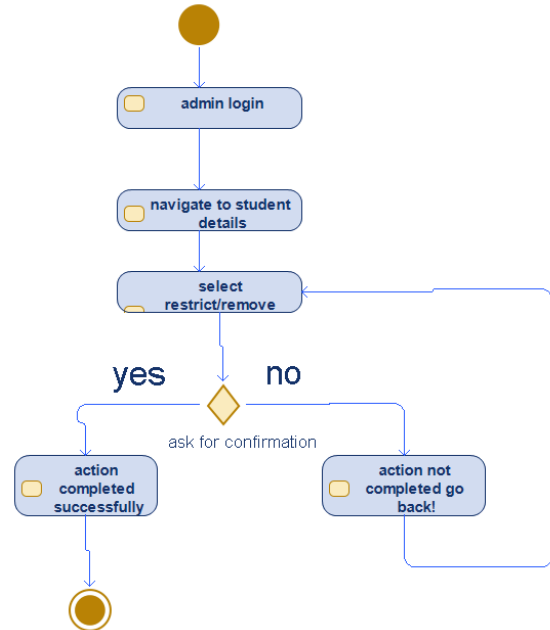 admin login
navigate to student
details
select
restrict/remove
yes
no
ask for confirmation
action
completed
successfully
action not
completed go
back!